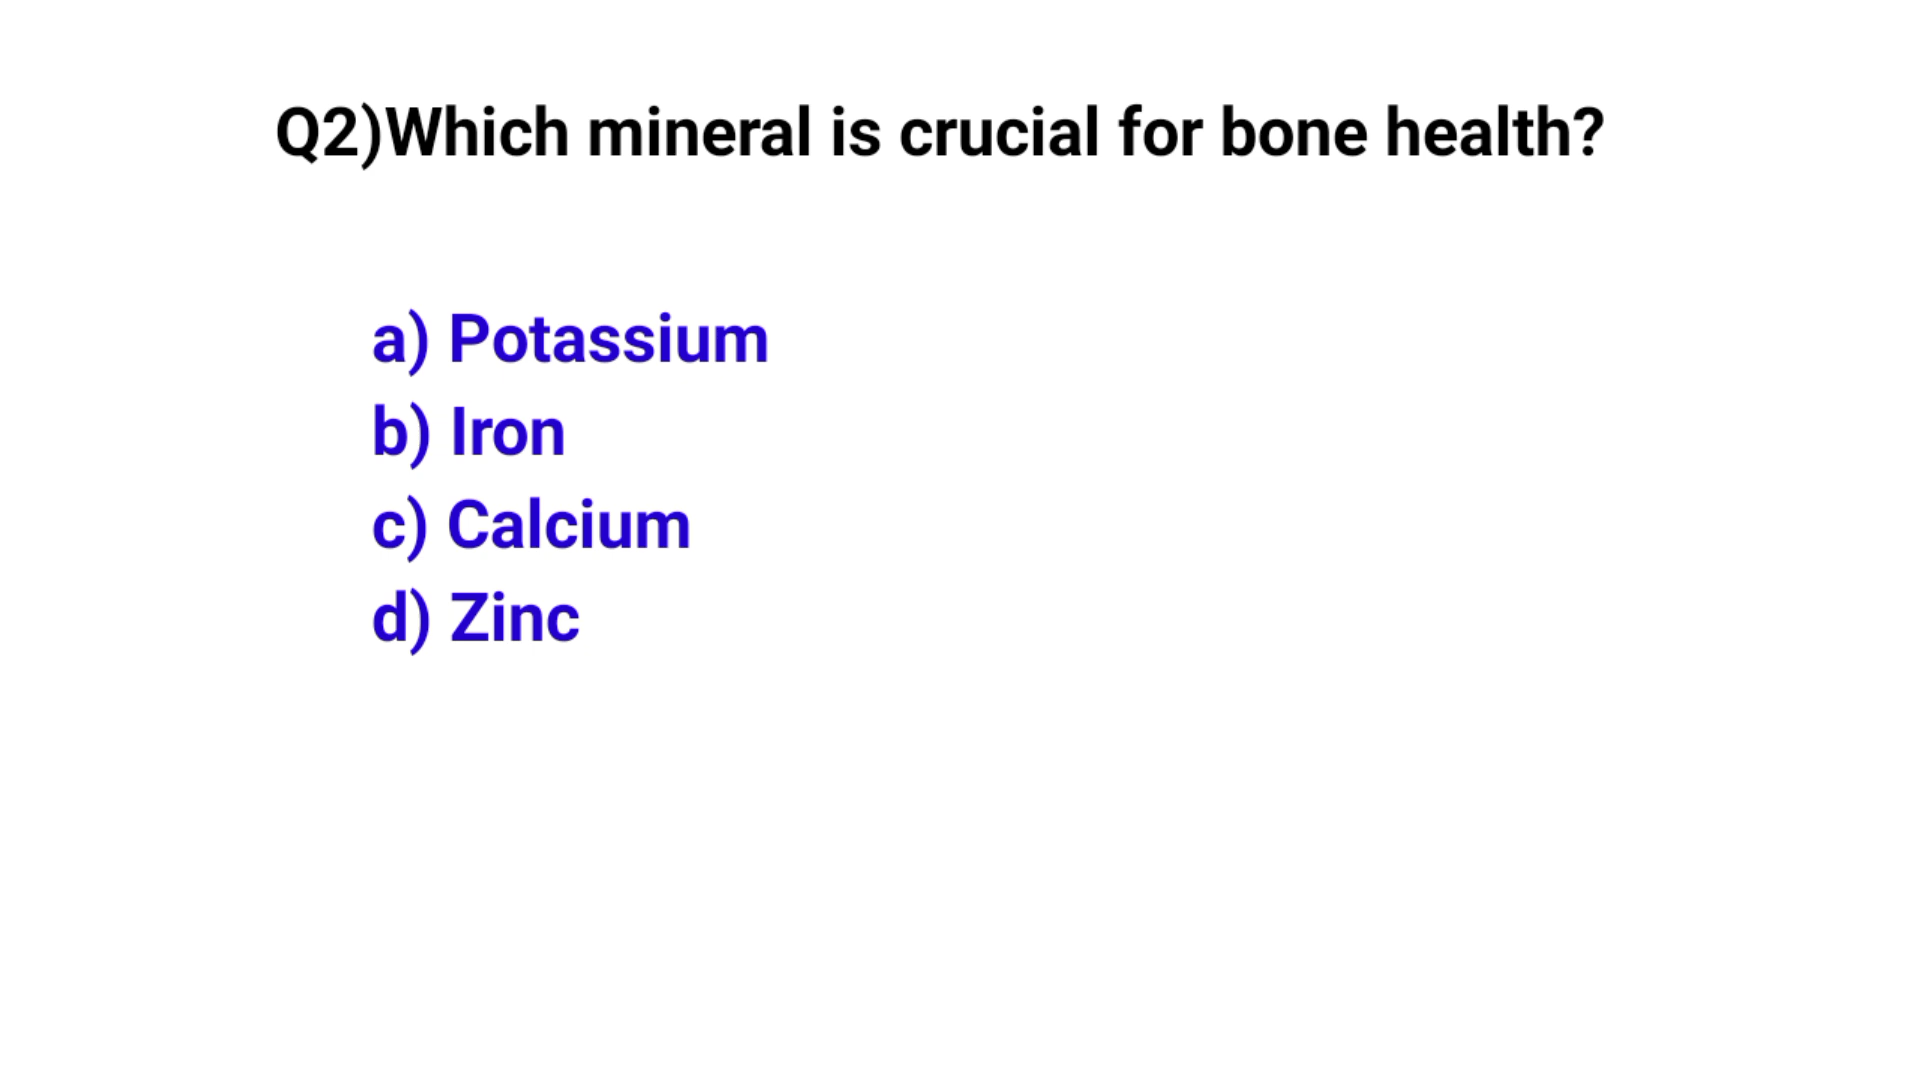 Q2)Which mineral is crucial for bone health?
a) Potassium
b) Iron
c) Calcium
d) Zinc